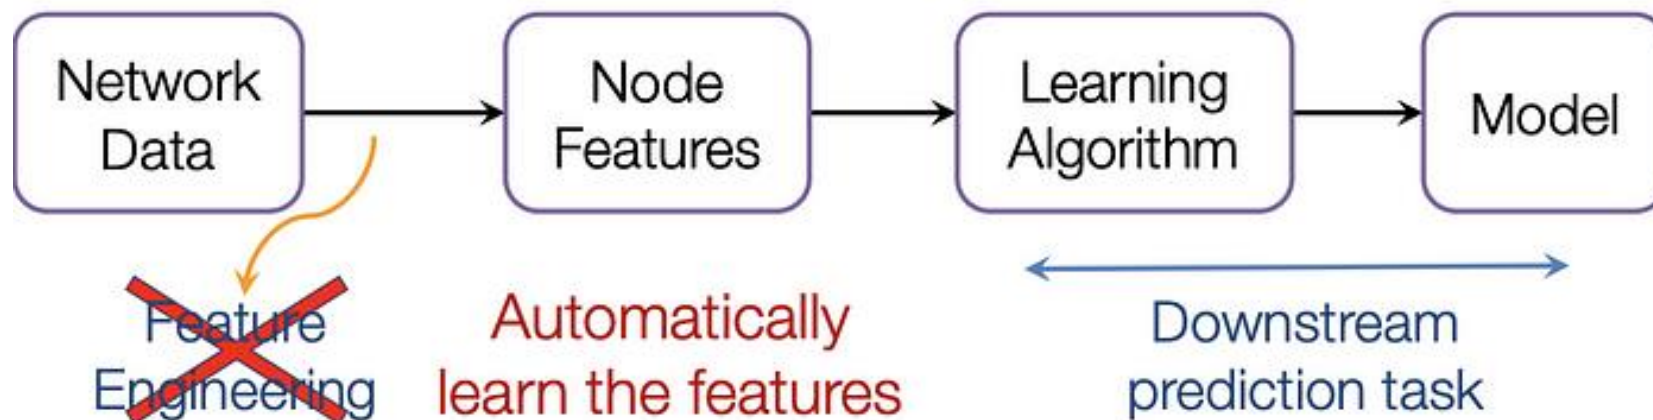 Network
Data
Node
Features
Learning
Algorithm
Model
Feature
Engineering
Automatically
learn the features
Downstream
prediction task